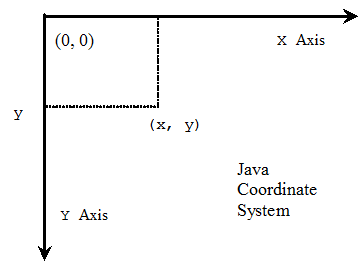 (0, 0)
X Axis
y
(x, y)
Java
Coordinate
System
Y Axis